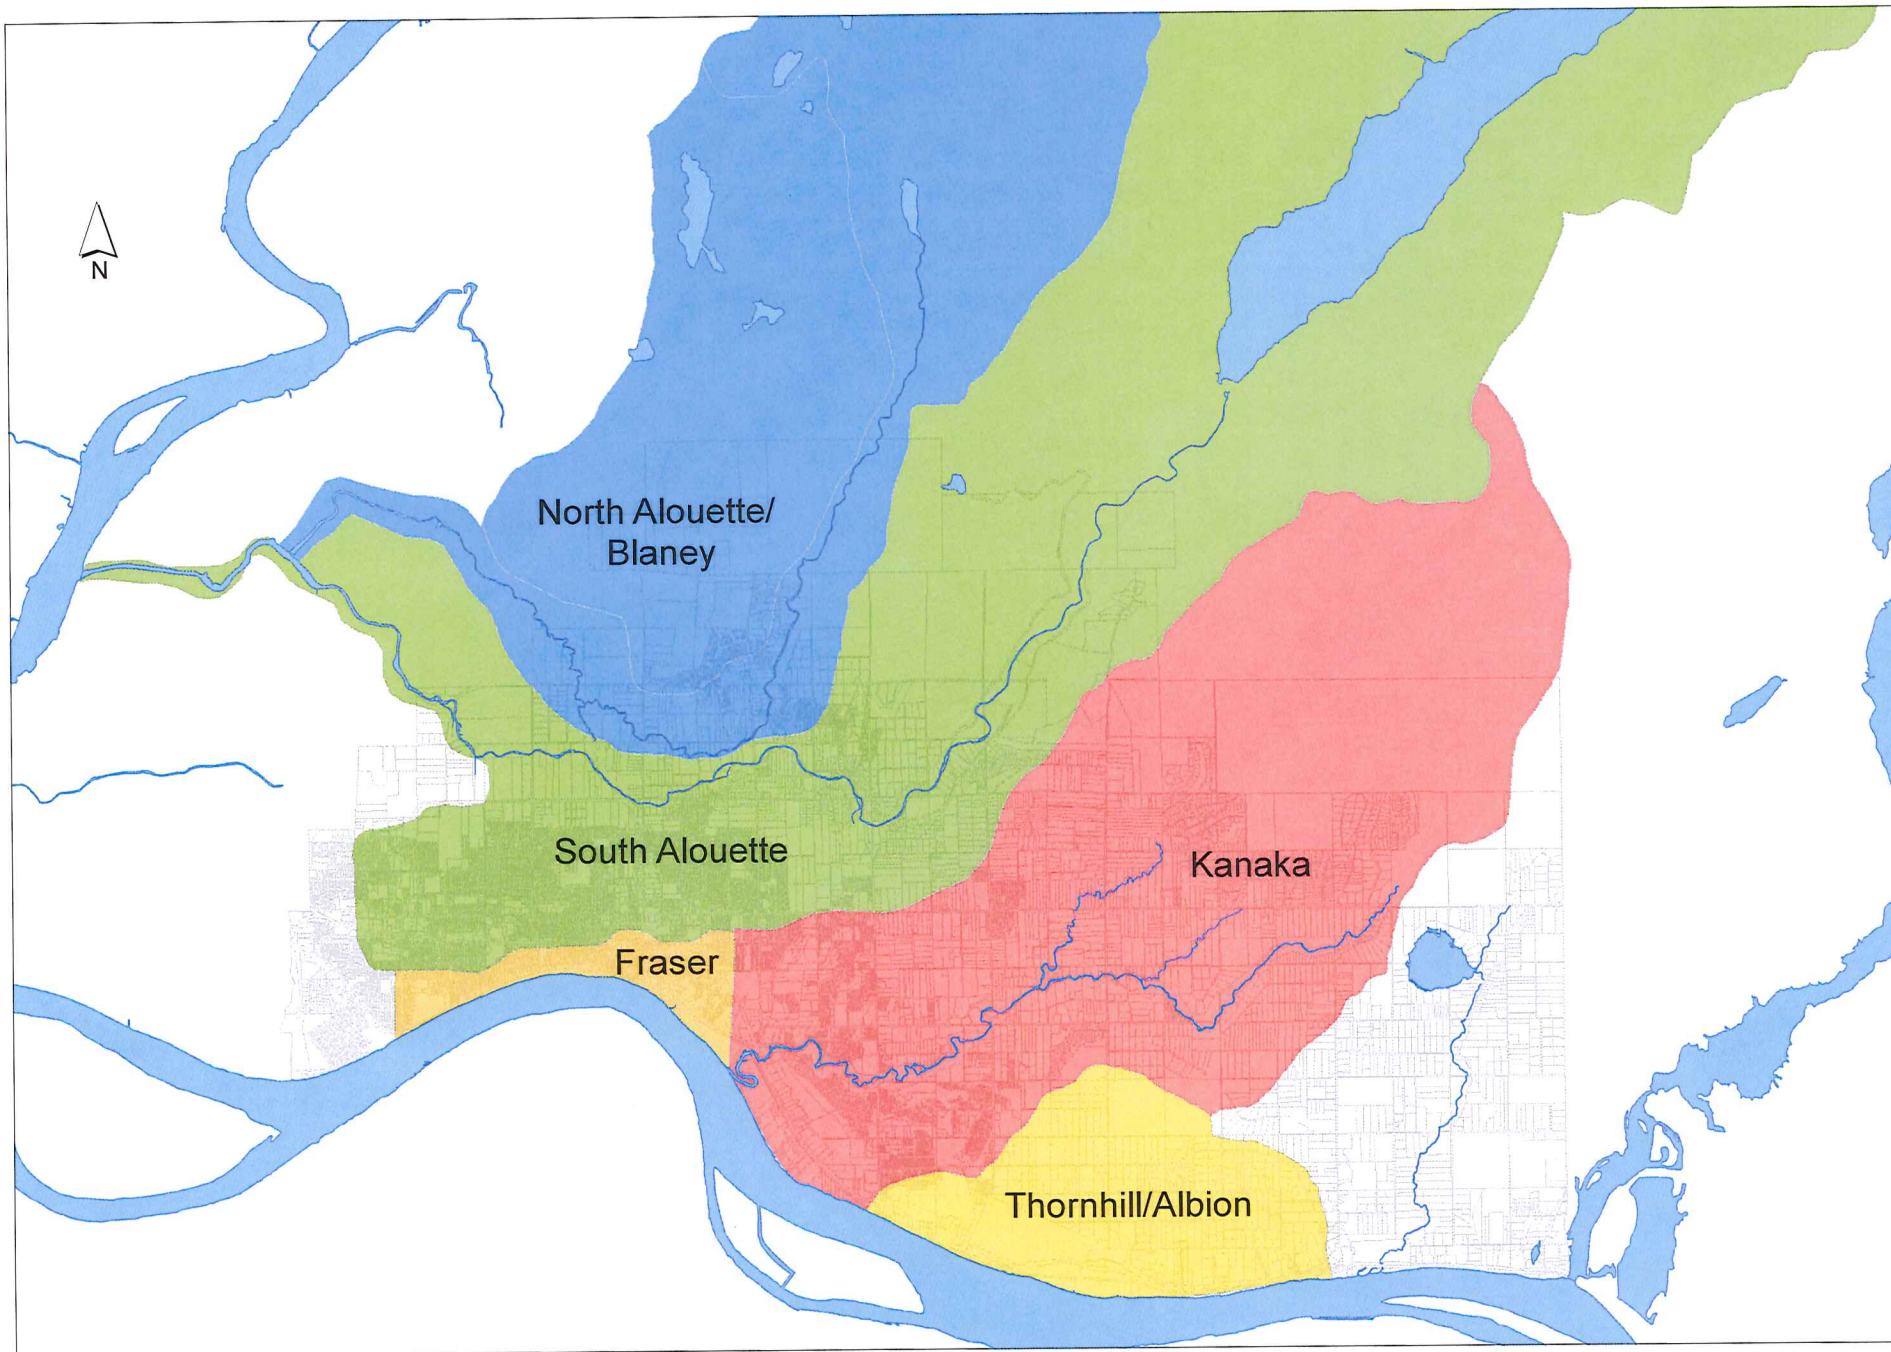 N
North Alouette/
Blaney
South Alouette
Kanaka
Fraser
Thornhill/Albion